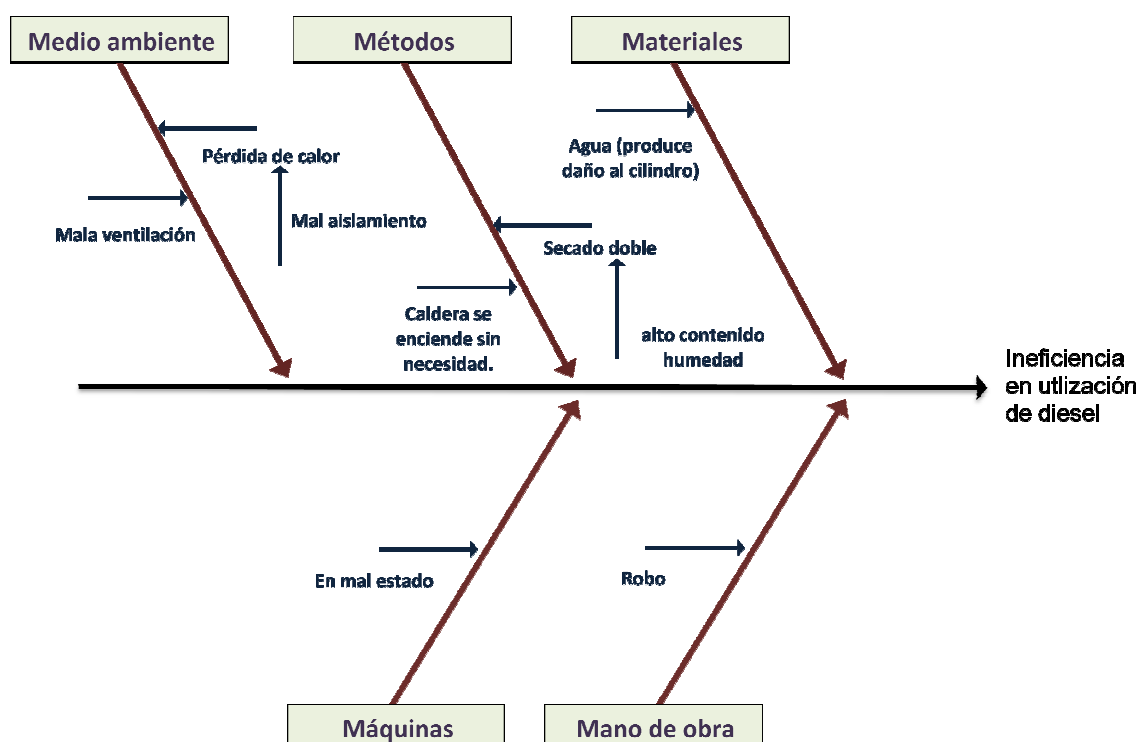 Medio ambiente
Métodos
Materiales
Pérdida de calor
Mal aislamiento
Mala ventilación
Agua (produce
daño al cilindro)
Secado doble
Caldera se
enciende sin
necesidad.
alto contenido
humedad
Ineficiencia
en utlización
de diesel
En mal estado
Robo
Máquinas
Mano de obra